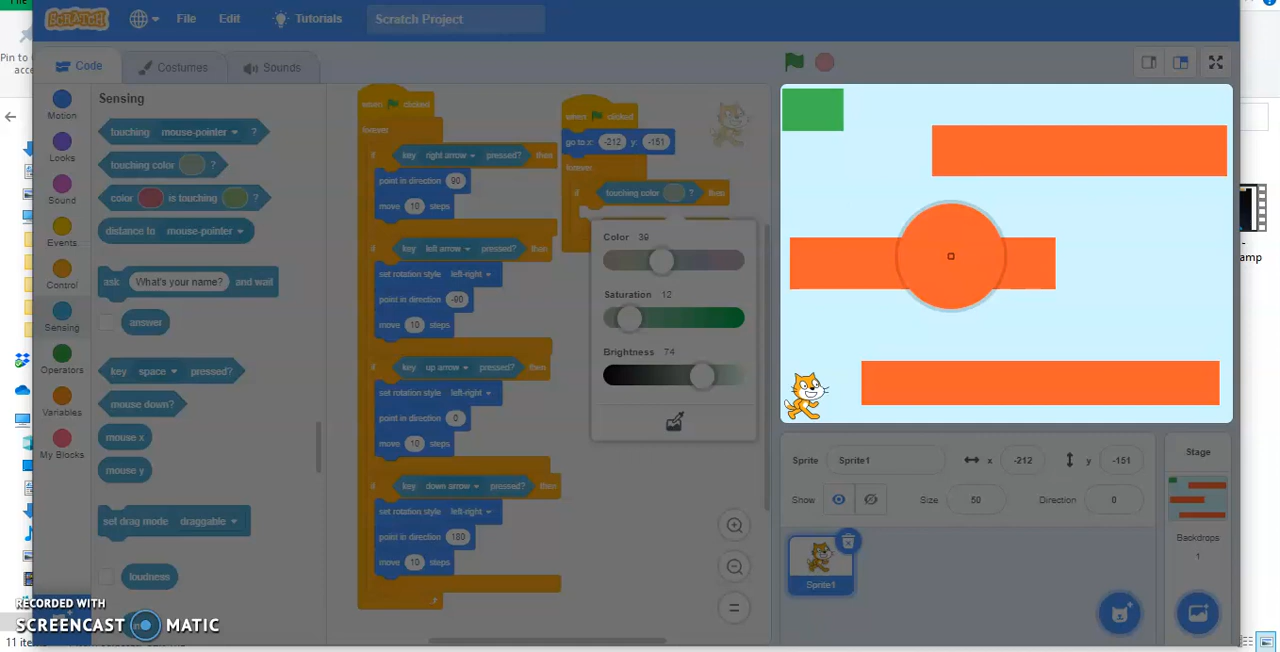 File
Pin to
acce
SCRATCH
File
Edit
Tutorials
Scratch Project
Code
Costumes
Sounds
Motion
Looks
Sound
Events
Control
Sensing
Operators
Variables
My Blocks
Sensing
touching mouse-pointer ?
touching color ?
color is touching ?
distance to mouse-pointer
ask What's your name? and wait
answer
key space pressed?
mouse down?
mouse x
mouse y
set drag mode draggable
loudness
when clicked
forever
if key right arrow pressed? then
point in direction 90
move 10 steps
if key left arrow pressed? then
set rotation style left-right
point in direction -90
move 10 steps
if key up arrow pressed? then
set rotation style left-right
point in direction 0
move 10 steps
if key down arrow pressed? then
set rotation style left-right
point in direction 180
move 10 steps
when clicked
go to x: -212 y: -151
forever
if touching color ? then
Color 39
Saturation 12
Brightness 74
Sprite Sprite1 x -212 y -151
Show Size 50 Direction 0
Sprite1
Stage
Backdrops
1
amp
RECORDED WITH
SCREENCAST MATIC
11 ite